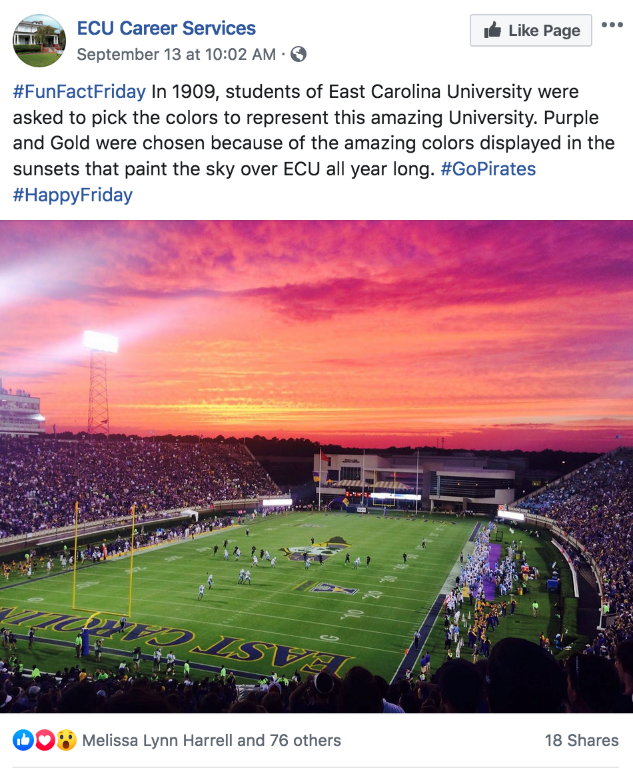 ECU Career Services
September 13 at 10:02 AM ·
Like Page
#FunFactFriday In 1909, students of East Carolina University were
asked to pick the colors to represent this amazing University. Purple
and Gold were chosen because of the amazing colors displayed in the
sunsets that paint the sky over ECU all year long. #GoPirates
#HappyFriday
EAST CAROLIN
Melissa Lynn Harrell and 76 others
18 Shares